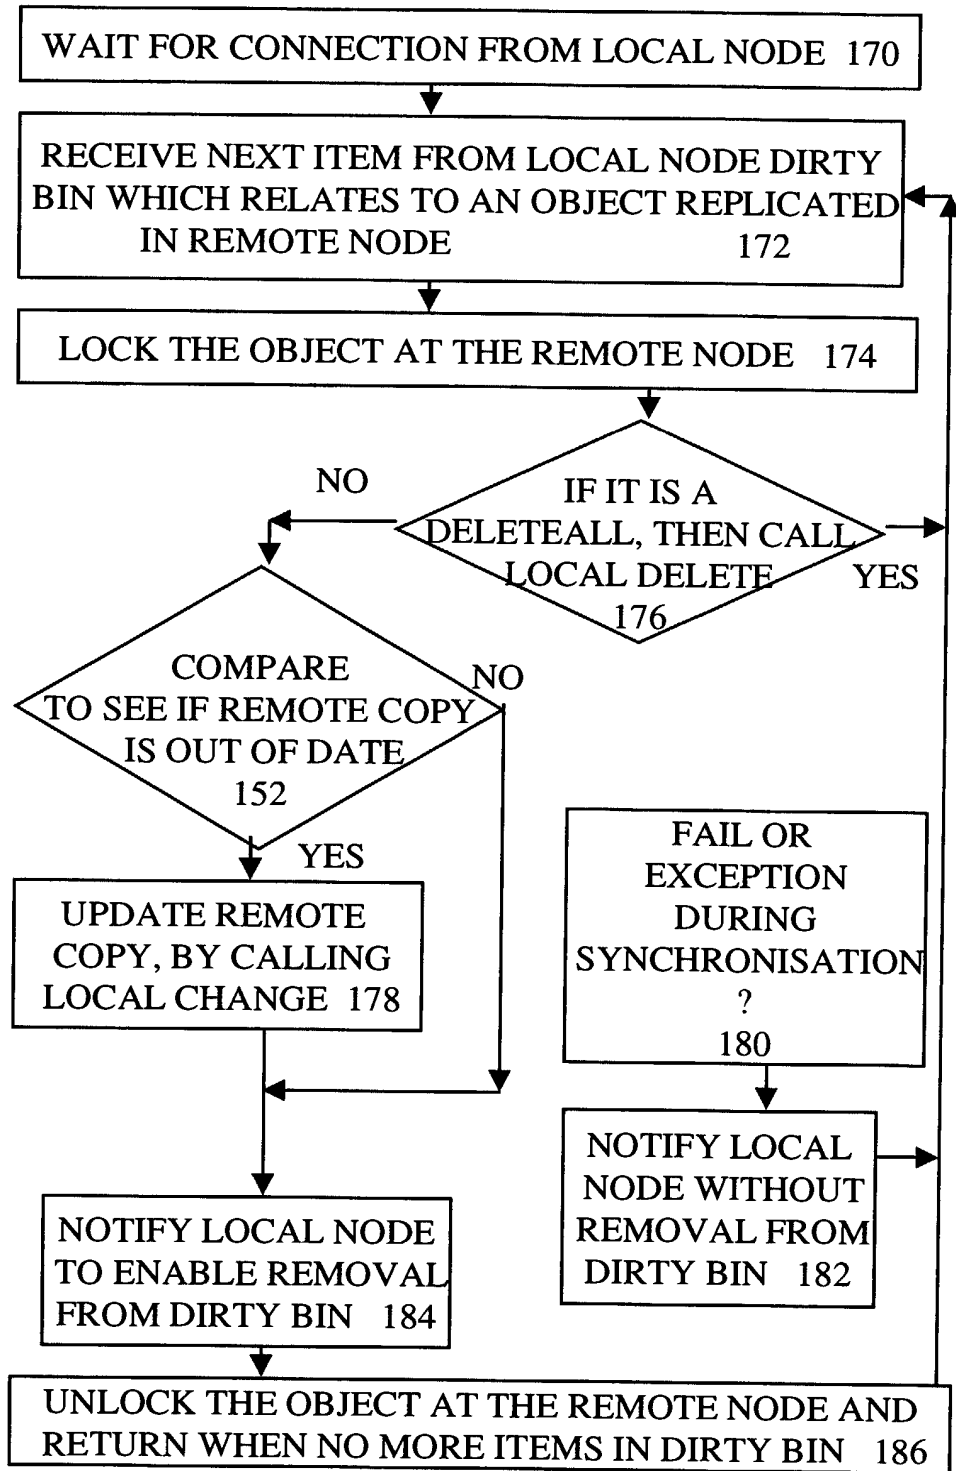 WAIT FOR CONNECTION FROM LOCAL NODE 170
RECEIVE NEXT ITEM FROM LOCAL NODE DIRTY
BIN WHICH RELATES TO AN OBJECT REPLICATED
IN REMOTE NODE 172
LOCK THE OBJECT AT THE REMOTE NODE 174
NO
IF IT IS A
DELETEALL, THEN CALL
LOCAL DELETE
176
YES
COMPARE
TO SEE IF REMOTE COPY
IS OUT OF DATE
152
NO
YES
UPDATE REMOTE
COPY, BY CALLING
LOCAL CHANGE 178
FAIL OR
EXCEPTION
DURING
SYNCHRONISATION
?
180
NOTIFY LOCAL
NODE WITHOUT
REMOVAL FROM
DIRTY BIN 182
NOTIFY LOCAL NODE
TO ENABLE REMOVAL
FROM DIRTY BIN 184
UNLOCK THE OBJECT AT THE REMOTE NODE AND
RETURN WHEN NO MORE ITEMS IN DIRTY BIN 186